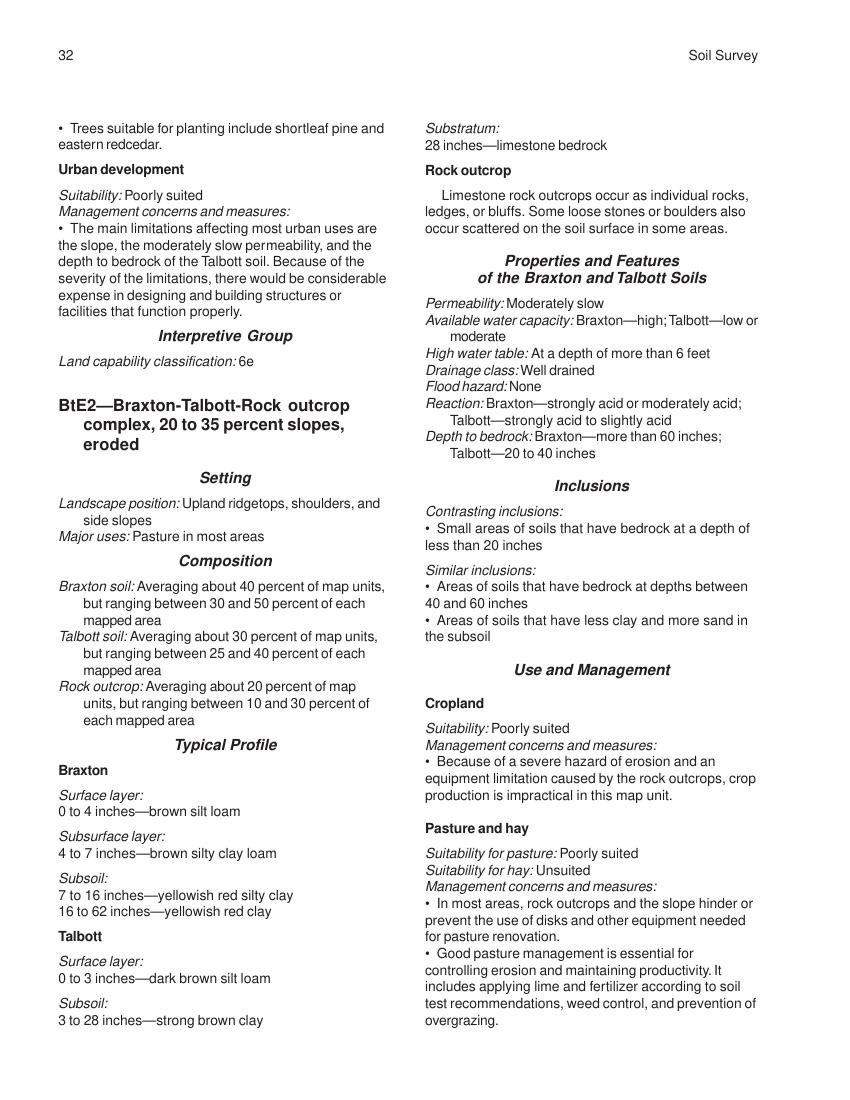 32
Soil Survey
• Trees suitable for planting include shortleaf pine and
eastern redcedar.
Urban development
Suitability: Poorly suited
Management concerns and measures:
• The main limitations affecting most urban uses are
the slope, the moderately slow permeability, and the
depth to bedrock of the Talbott soil. Because of the
severity of the limitations, there would be considerable
expense in designing and building structures or
facilities that function properly.
Interpretive Group
Land capability classification: 6e
BtE2—Braxton-Talbott-Rock outcrop
complex, 20 to 35 percent slopes,
eroded
Setting
Landscape position: Upland ridgetops, shoulders, and
side slopes
Major uses: Pasture in most areas
Composition
Braxton soil: Averaging about 40 percent of map units,
but ranging between 30 and 50 percent of each
mapped area
Talbott soil: Averaging about 30 percent of map units,
but ranging between 25 and 40 percent of each
mapped area
Rock outcrop: Averaging about 20 percent of map
units, but ranging between 10 and 30 percent of
each mapped area
Typical Profile
Braxton
Surface layer:
0 to 4 inches—brown silt loam
Subsurface layer:
4 to 7 inches—brown silty clay loam
Subsoil:
7 to 16 inches—yellowish red silty clay
16 to 62 inches—yellowish red clay
Talbott
Surface layer:
0 to 3 inches—dark brown silt loam
Subsoil:
3 to 28 inches—strong brown clay
Substratum:
28 inches—limestone bedrock
Rock outcrop
Limestone rock outcrops occur as individual rocks,
ledges, or bluffs. Some loose stones or boulders also
occur scattered on the soil surface in some areas.
Properties and Features
of the Braxton and Talbott Soils
Permeability: Moderately slow
Available water capacity: Braxton—high; Talbott—low or
moderate
High water table: At a depth of more than 6 feet
Drainage class: Well drained
Flood hazard: None
Reaction: Braxton—strongly acid or moderately acid;
Talbott—strongly acid to slightly acid
Depth to bedrock: Braxton—more than 60 inches;
Talbott—20 to 40 inches
Inclusions
Contrasting inclusions:
• Small areas of soils that have bedrock at a depth of
less than 20 inches
Similar inclusions:
• Areas of soils that have bedrock at depths between
40 and 60 inches
• Areas of soils that have less clay and more sand in
the subsoil
Use and Management
Cropland
Suitability: Poorly suited
Management concerns and measures:
• Because of a severe hazard of erosion and an
equipment limitation caused by the rock outcrops, crop
production is impractical in this map unit.
Pasture and hay
Suitability for pasture: Poorly suited
Suitability for hay: Unsuited
Management concerns and measures:
• In most areas, rock outcrops and the slope hinder or
prevent the use of disks and other equipment needed
for pasture renovation.
• Good pasture management is essential for
controlling erosion and maintaining productivity. It
includes applying lime and fertilizer according to soil
test recommendations, weed control, and prevention of
overgrazing.